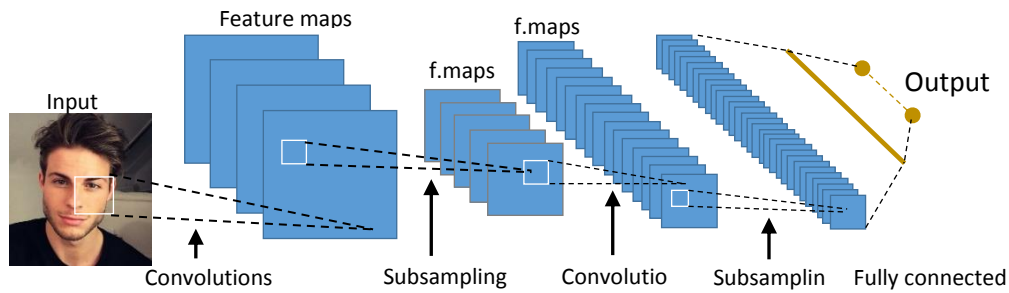 Feature maps
f.maps
f.maps
Input
Output
Convolutions
Subsampling
Convolutio
Subsamplin
Fully connected